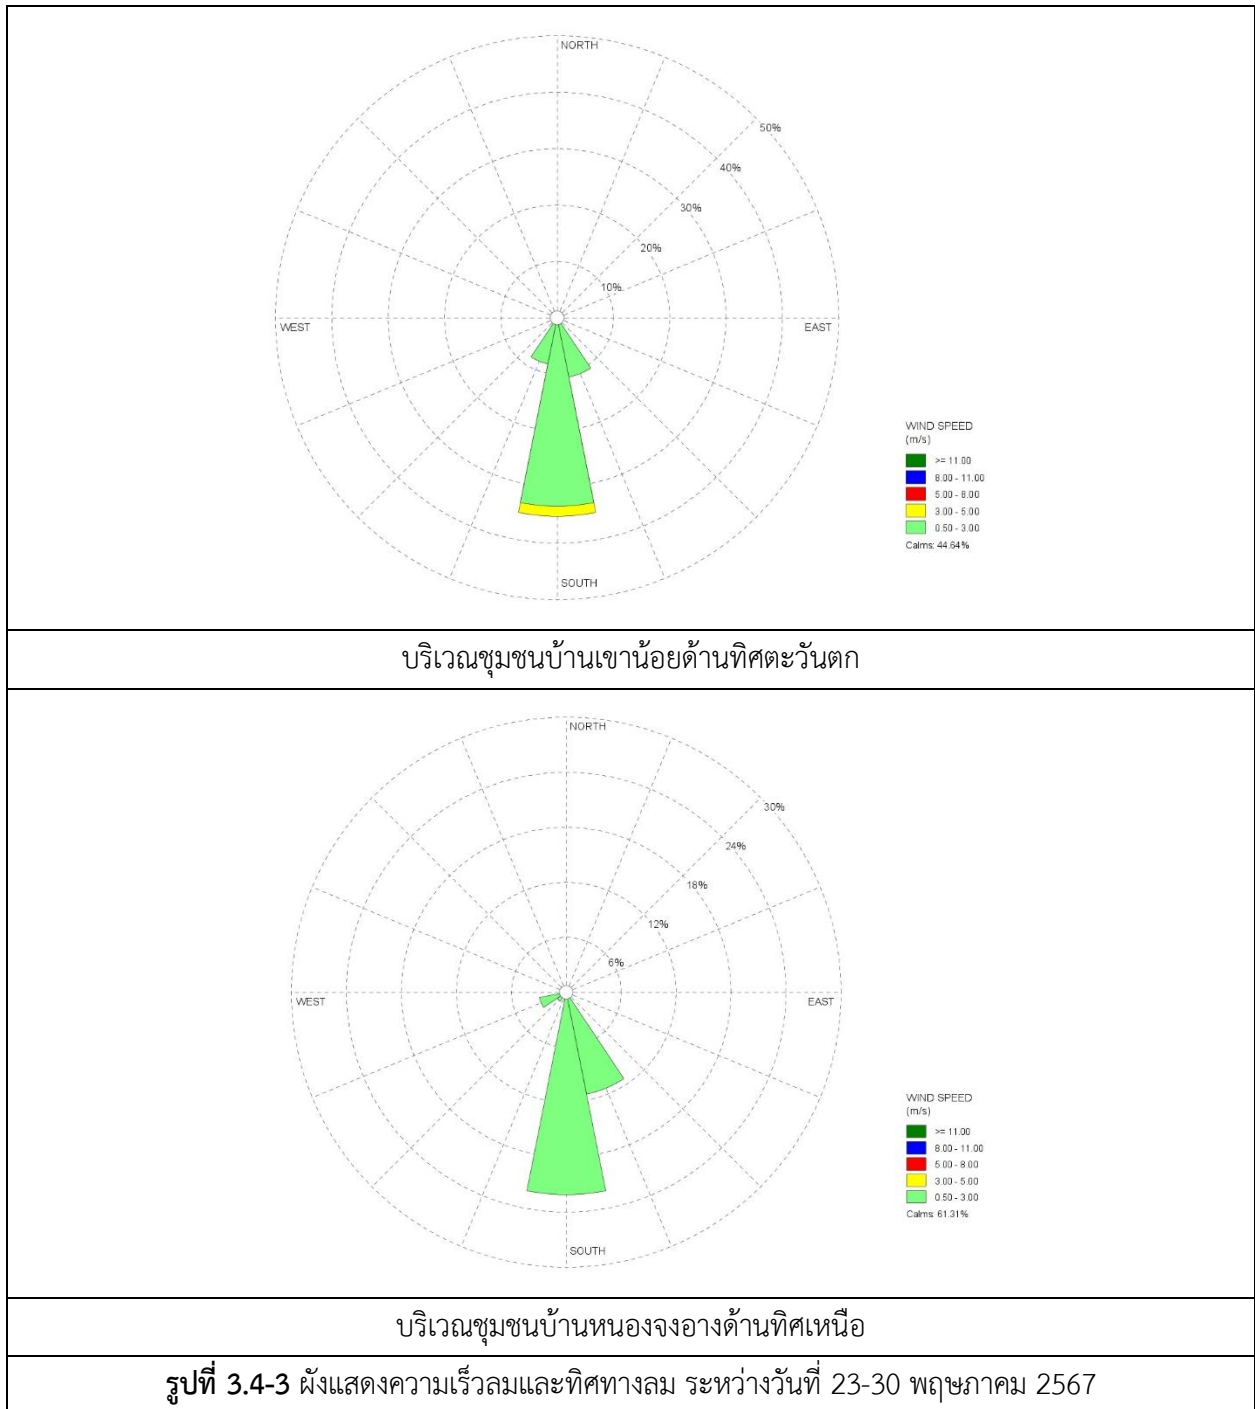 NORTH
50%
40%
30%
20%
10%
WEST
EAST
SOUTH
WIND SPEED
(m/s)
>= 11.00
8.00 - 11.00
5.00 - 8.00
3.00 - 5.00
0.50 - 3.00
Calms: 44.64%
บริเวณชุมชนบ้านเขาน้อยด้านทิศตะวันตก
NORTH
30%
24%
18%
12%
6%
WEST
EAST
SOUTH
WIND SPEED
(m/s)
>= 11.00
8.00 - 11.00
5.00 - 8.00
3.00 - 5.00
0.50 - 3.00
Calms: 61.31%
บริเวณชุมชนบ้านหนองจงอางด้านทิศเหนือ
รูปที่ 3.4-3 ผังแสดงความเร็วลมและทิศทางลม ระหว่างวันที่ 23-30 พฤษภาคม 2567